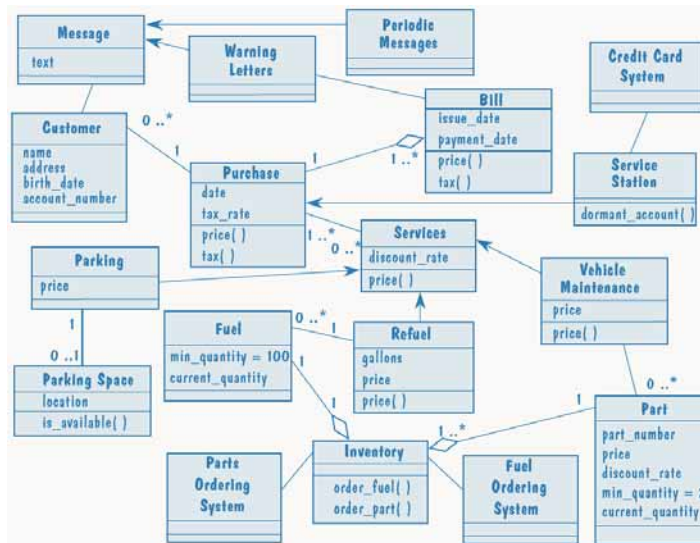 Message
text
Periodic
Messages
Warning
Letters
Credit Card
System
Bill
issue_date
payment_date
price( )
tax( )
Customer
name
address
birth_date
account_number
0 ..*
1
1
1 ..*
Purchase
date
tax_rate
price( )
tax( )
Service
Station
dormant_account( )
1 ..*
0 ..*
Services
discount_rate
price( )
Parking
price
Vehicle
Maintenance
price
price( )
1
0 ..1
Fuel
min_quantity = 100
current_quantity
0 ..*
1
Refuel
gallons
price
price( )
Parking Space
location
is_available( )
1
1
1 ..*
1
0 ..*
Part
part_number
price
discount_rate
min_quantity =
current_quantity
Inventory
order_fuel( )
order_part( )
Parts
Ordering
System
Fuel
Ordering
System